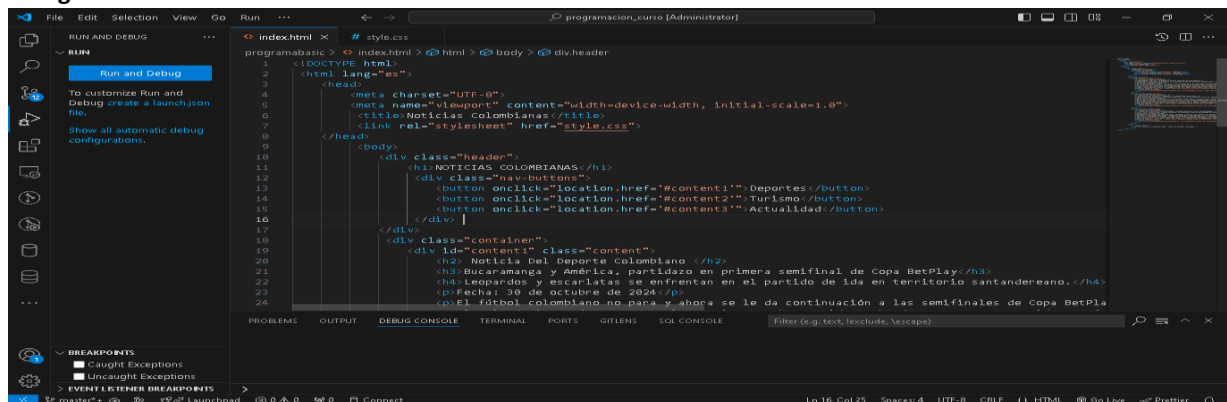 File Edit Selection View Go Run ... programacion_curso [Administrator]
RUN AND DEBUG ...
RUN
Run and Debug
To customize Run and
Debug create a launch.json
file.
Show all automatic debug
configurations.
index.html × # style.css
programabasic > index.html > html > body > div.header
1 <!DOCTYPE html>
2 <html lang="es">
3 <head>
4 <meta charset="UTF-8">
5 <meta name="viewport" content="width=device-width, initial-scale=1.0">
6 <title>Noticias Colombianas</title>
7 <link rel="stylesheet" href="style.css">
8 </head>
9 <body>
10 <div class="header">
11 <h1>NOTICIAS COLOMBIANAS</h1>
12 <div class="nav-buttons">
13 <button onclick="location.href='#content1'">Deportes</button>
14 <button onclick="location.href='#content2'">Turismo</button>
15 <button onclick="location.href='#content3'">Actualidad</button>
16 </div>
17 </div>
18 <div class="container">
19 <div id="content1" class="content">
20 <h2> Noticia Del Deporte Colombiano </h2>
21 <h3>Bucaramanga y América, partidazo en primera semifinal de Copa BetPlay</h3>
22 <h4>Leopardos y escarlatas se enfrentan en el partido de ida en territorio santandereano.</h4>
23 <p>Fecha: 30 de octubre de 2024</p>
24 <p>El fútbol colombiano no para y ahora se le da continuación a las semifinales de Copa BetPla
PROBLEMS OUTPUT DEBUG CONSOLE TERMINAL PORTS GITLENS SQL CONSOLE Filter (e.g. text, !exclude, \escape)
BREAKPOINTS
Caught Exceptions
Uncaught Exceptions
> EVENT LISTENER BREAKPOINTS >
master*+ Launchpad 0 0 0 Connect Ln 16, Col 25 Spaces: 4 UTF-8 CRLF HTML Go Live Prettier